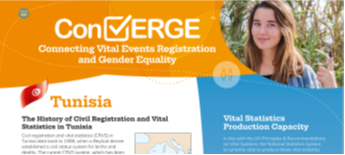 ConVERGE
Connecting Vital Events Registration
and Gender Equality
Tunisia
The History of Civil Registration and Vital
Statistics in Tunisia
Civil registration and vital statistics (CRVS) in
Tunisia date back to 1908, when a Beylical decree
established a civil status system for births and
deaths. The current CRVS system, which has been
Vital Statistics
Production Capacity
In line with the UN Principles & Recommendations
on Vital Systems, the National Statistics System
is currently able to produce these vital statistics